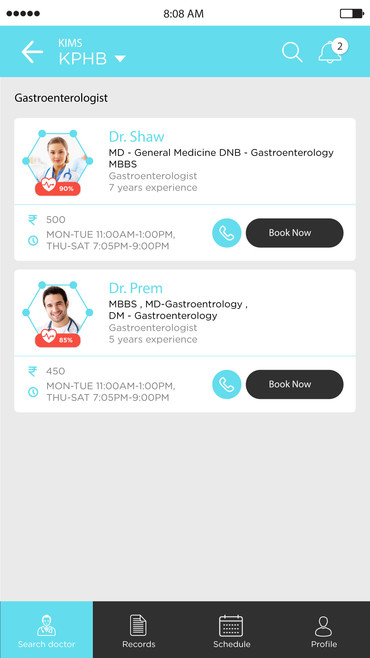 8:08 AM
KIMS
KPHB
2
Gastroenterologist
Dr. Shaw
MD - General Medicine DNB - Gastroenterology
MBBS
Gastroenterologist
7 years experience
90%
₹ 500
MON-TUE 11:00AM-1:00PM,
THU-SAT 7:05PM-9:00PM
Book Now
Dr. Prem
MBBS , MD-Gastroentrology ,
DM - Gastroenterology
Gastroenterologist
5 years experience
85%
₹ 450
MON-TUE 11:00AM-1:00PM,
THU-SAT 7:05PM-9:00PM
Book Now
Search doctor
Records
Schedule
Profile